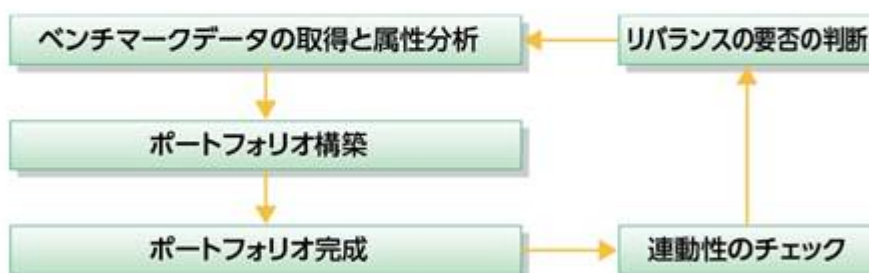 ベンチマークデータの取得と属性分析
リバランスの要否の判断
ポートフォリオ構築
ポートフォリオ完成
連動性のチェック